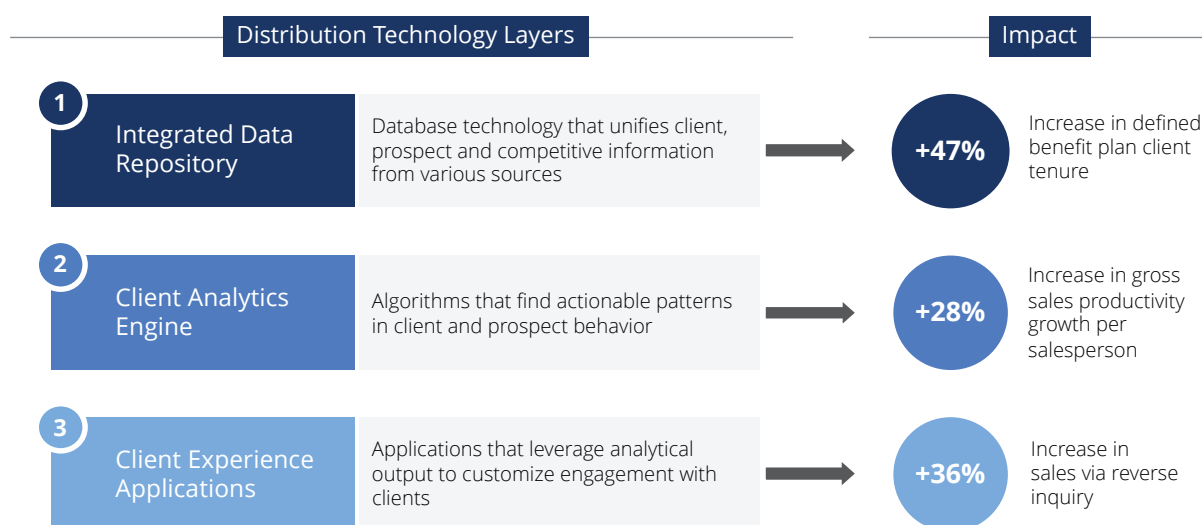 Distribution Technology Layers
Impact
1
Integrated Data
Repository
Database technology that unifies client,
prospect and competitive information
from various sources
+47%
Increase in defined
benefit plan client
tenure
2
Client Analytics
Engine
Algorithms that find actionable patterns
in client and prospect behavior
+28%
Increase in gross
sales productivity
growth per
salesperson
3
Client Experience
Applications
Applications that leverage analytical
output to customize engagement with
clients
+36%
Increase in
sales via reverse
inquiry